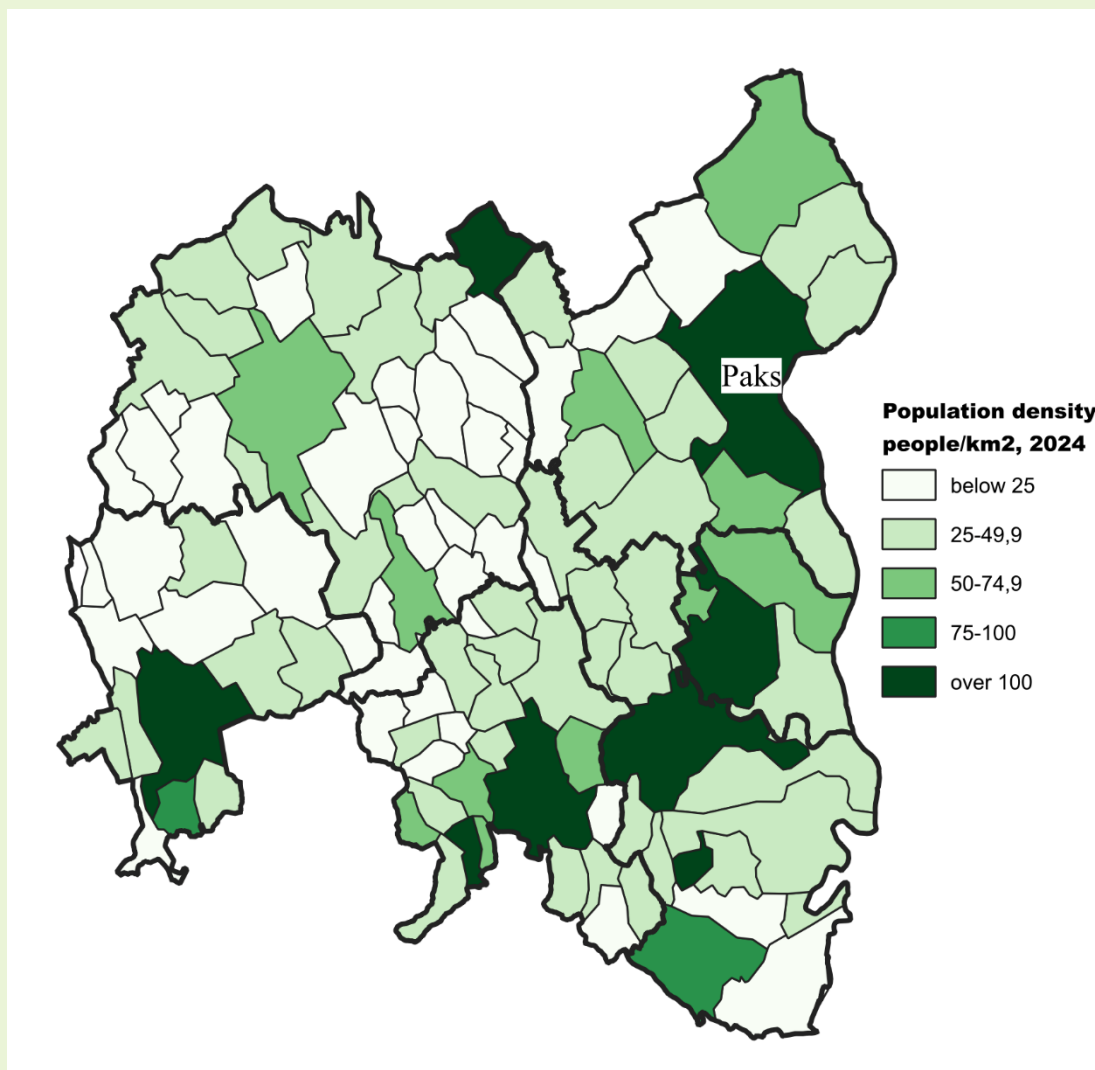 Paks
Population density
people/km2, 2024
below 25
25-49,9
50-74,9
75-100
over 100